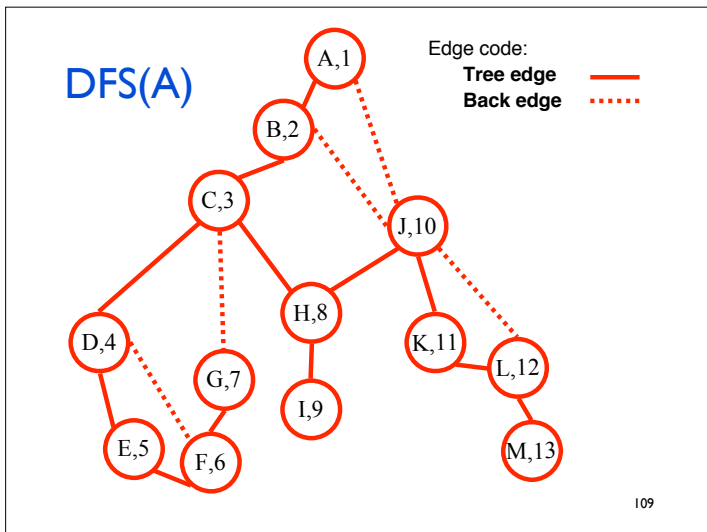 DFS(A)
Edge code:
Tree edge
Back edge
A,1
B,2
C,3
J,10
H,8
D,4
K,11
G,7
L,12
I,9
E,5
F,6
M,13
109